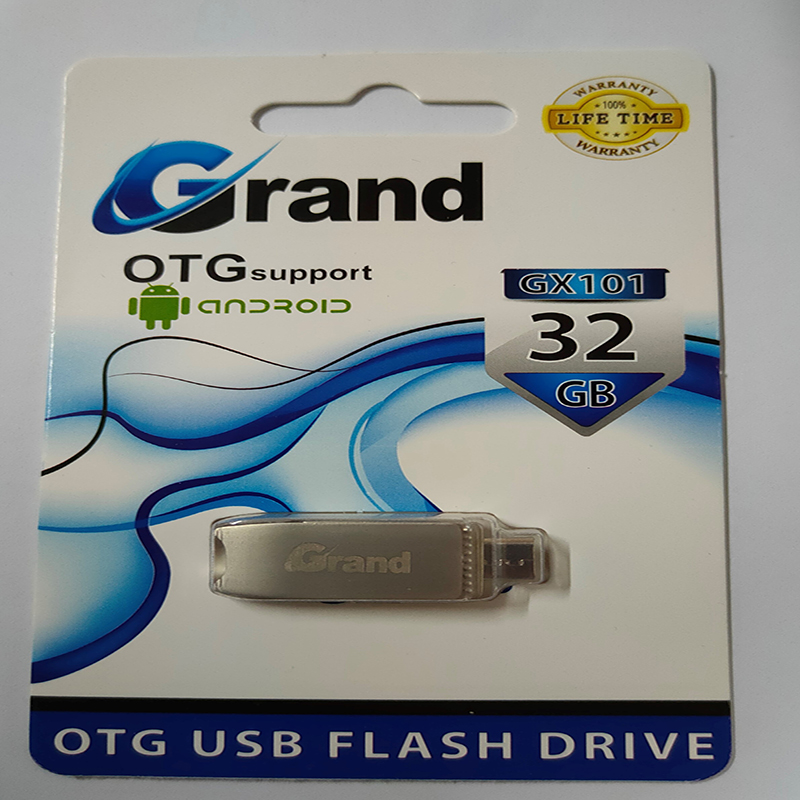 WARRANTY
100%
LIFE TIME
WARRANTY
Grand
OTG support
ANDROID
GX101
32
GB
Grand
OTG USB FLASH DRIVE